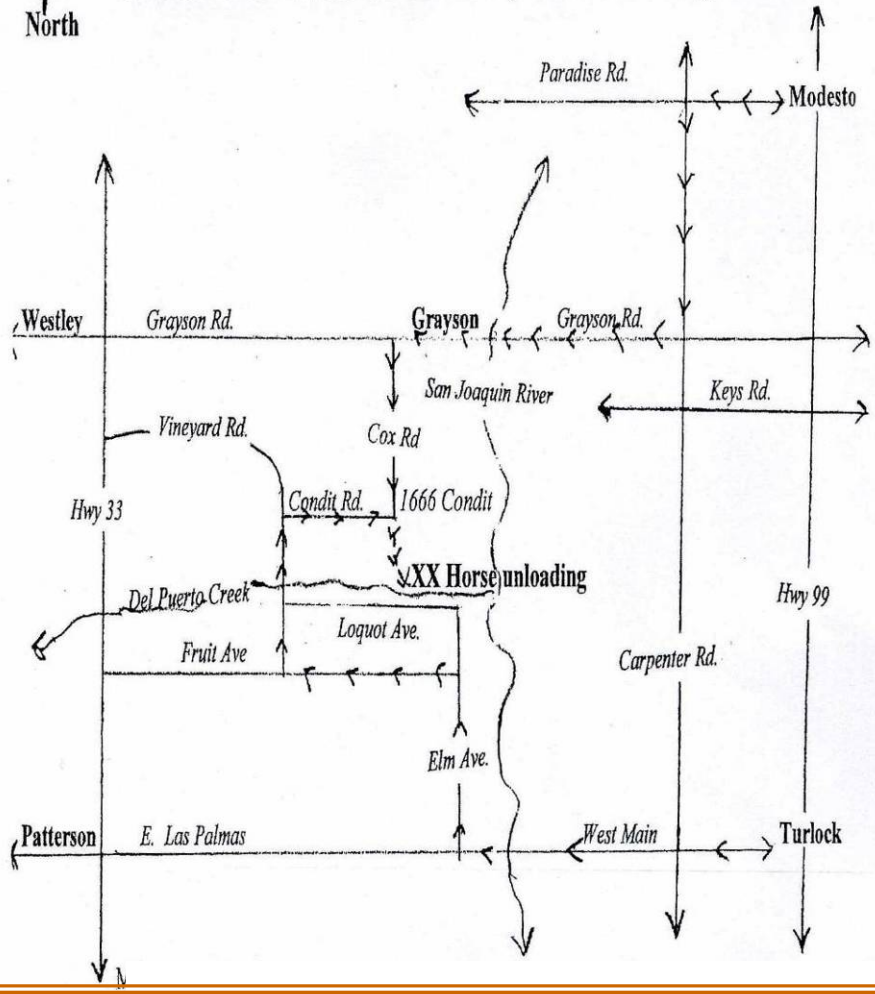 North
Paradise Rd.
Modesto
Westley
Grayson Rd.
Grayson
Grayson Rd.
San Joaquin River
Keys Rd.
Vineyard Rd.
Cox Rd
Hwy 33
Condit Rd.
1666 Condit
XX Horse unloading
Del Puerto Creek
Hwy 99
Loquot Ave.
Fruit Ave
Carpenter Rd.
Elm Ave.
Patterson
E. Las Palmas
West Main
Turlock